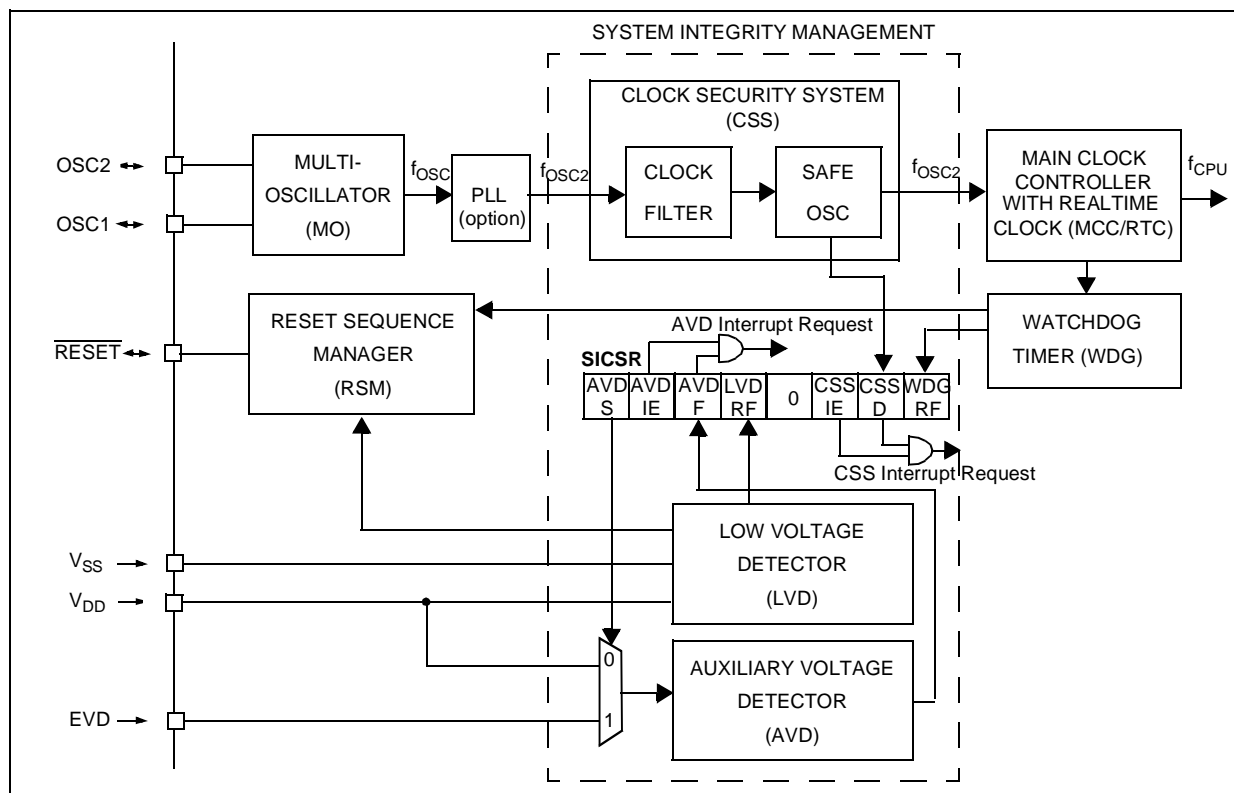 SYSTEM INTEGRITY MANAGEMENT
CLOCK SECURITY SYSTEM
(CSS)
OSC2
OSC1
MULTI-
OSCILLATOR
(MO)
fOSC
PLL
(option)
fOSC2
CLOCK
FILTER
SAFE
OSC
fOSC2
MAIN CLOCK
CONTROLLER
WITH REALTIME
CLOCK (MCC/RTC)
fCPU
RESET
RESET SEQUENCE
MANAGER
(RSM)
AVD Interrupt Request
WATCHDOG
TIMER (WDG)
SICSR
AVD
S
AVD
IE
AVD
F
LVD
RF
0
CSS
IE
CSS
D
WDG
RF
CSS Interrupt Request
VSS
VDD
LOW VOLTAGE
DETECTOR
(LVD)
0
1
EVD
AUXILIARY VOLTAGE
DETECTOR
(AVD)